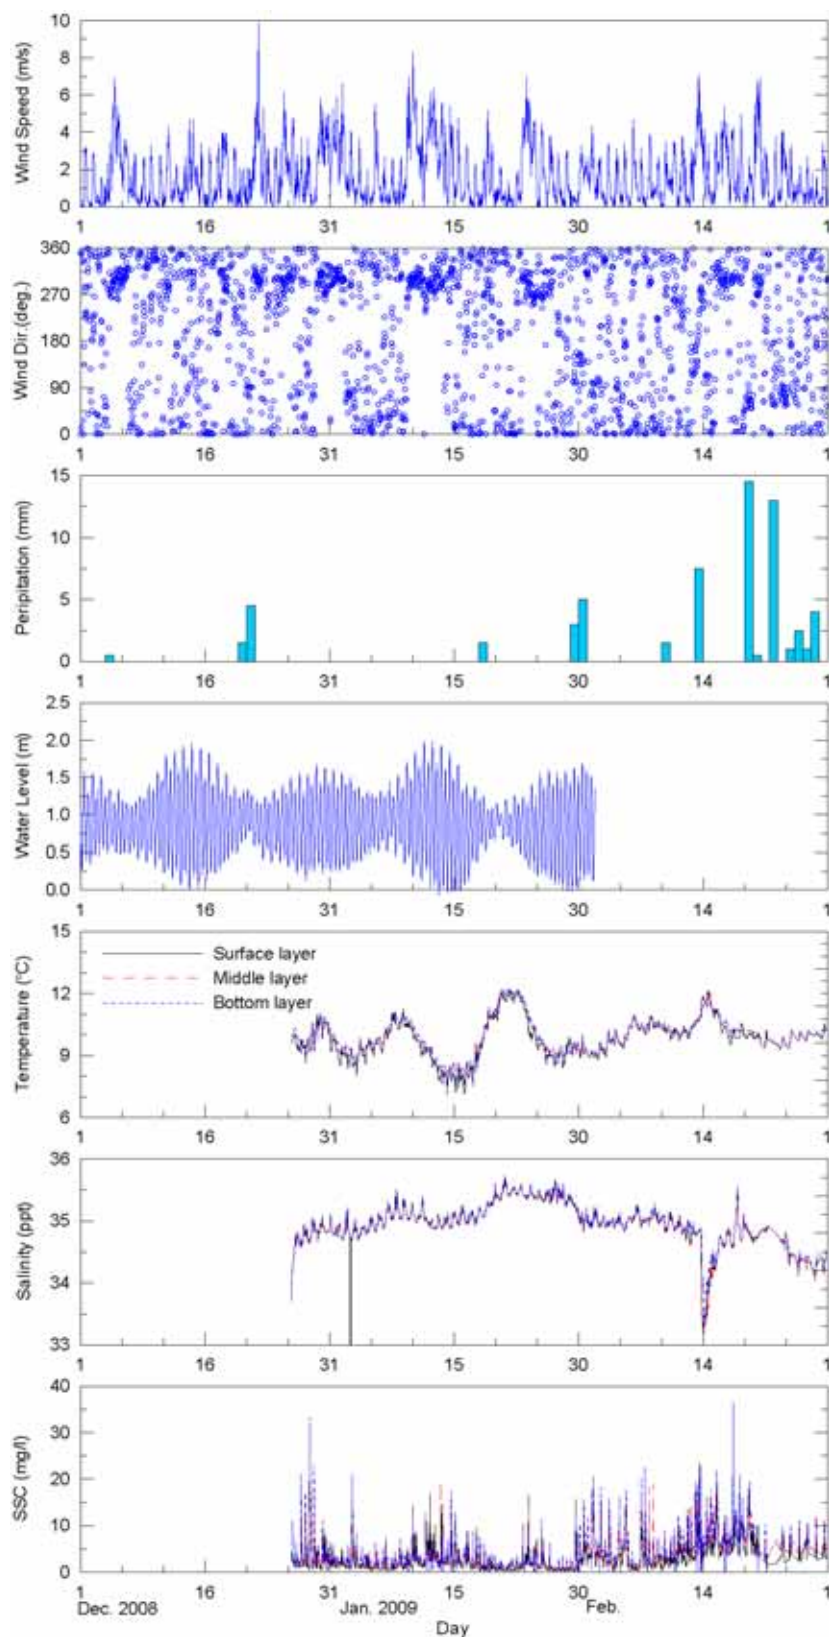 10
8
6
4
2
0
Wind Speed (m/s)
1 16 31 15 30 14 1
360
270
180
90
0
Wind Dir.(deg.)
1 16 31 15 30 14 1
15
10
5
0
Peripitation (mm)
1 16 31 15 30 14 1
2.5
2.0
1.5
1.0
0.5
0.0
Water Level (m)
1 16 31 15 30 14 1
15
12
9
6
Temperature (°C)
Surface layer
Middle layer
Bottom layer
1 16 31 15 30 14 1
36
35
34
33
Salinity (ppt)
1 16 31 15 30 14 1
40
30
20
10
0
SSC (mg/l)
1 16 31 15 30 14 1
Dec. 2008 Jan. 2009 Feb.
Day